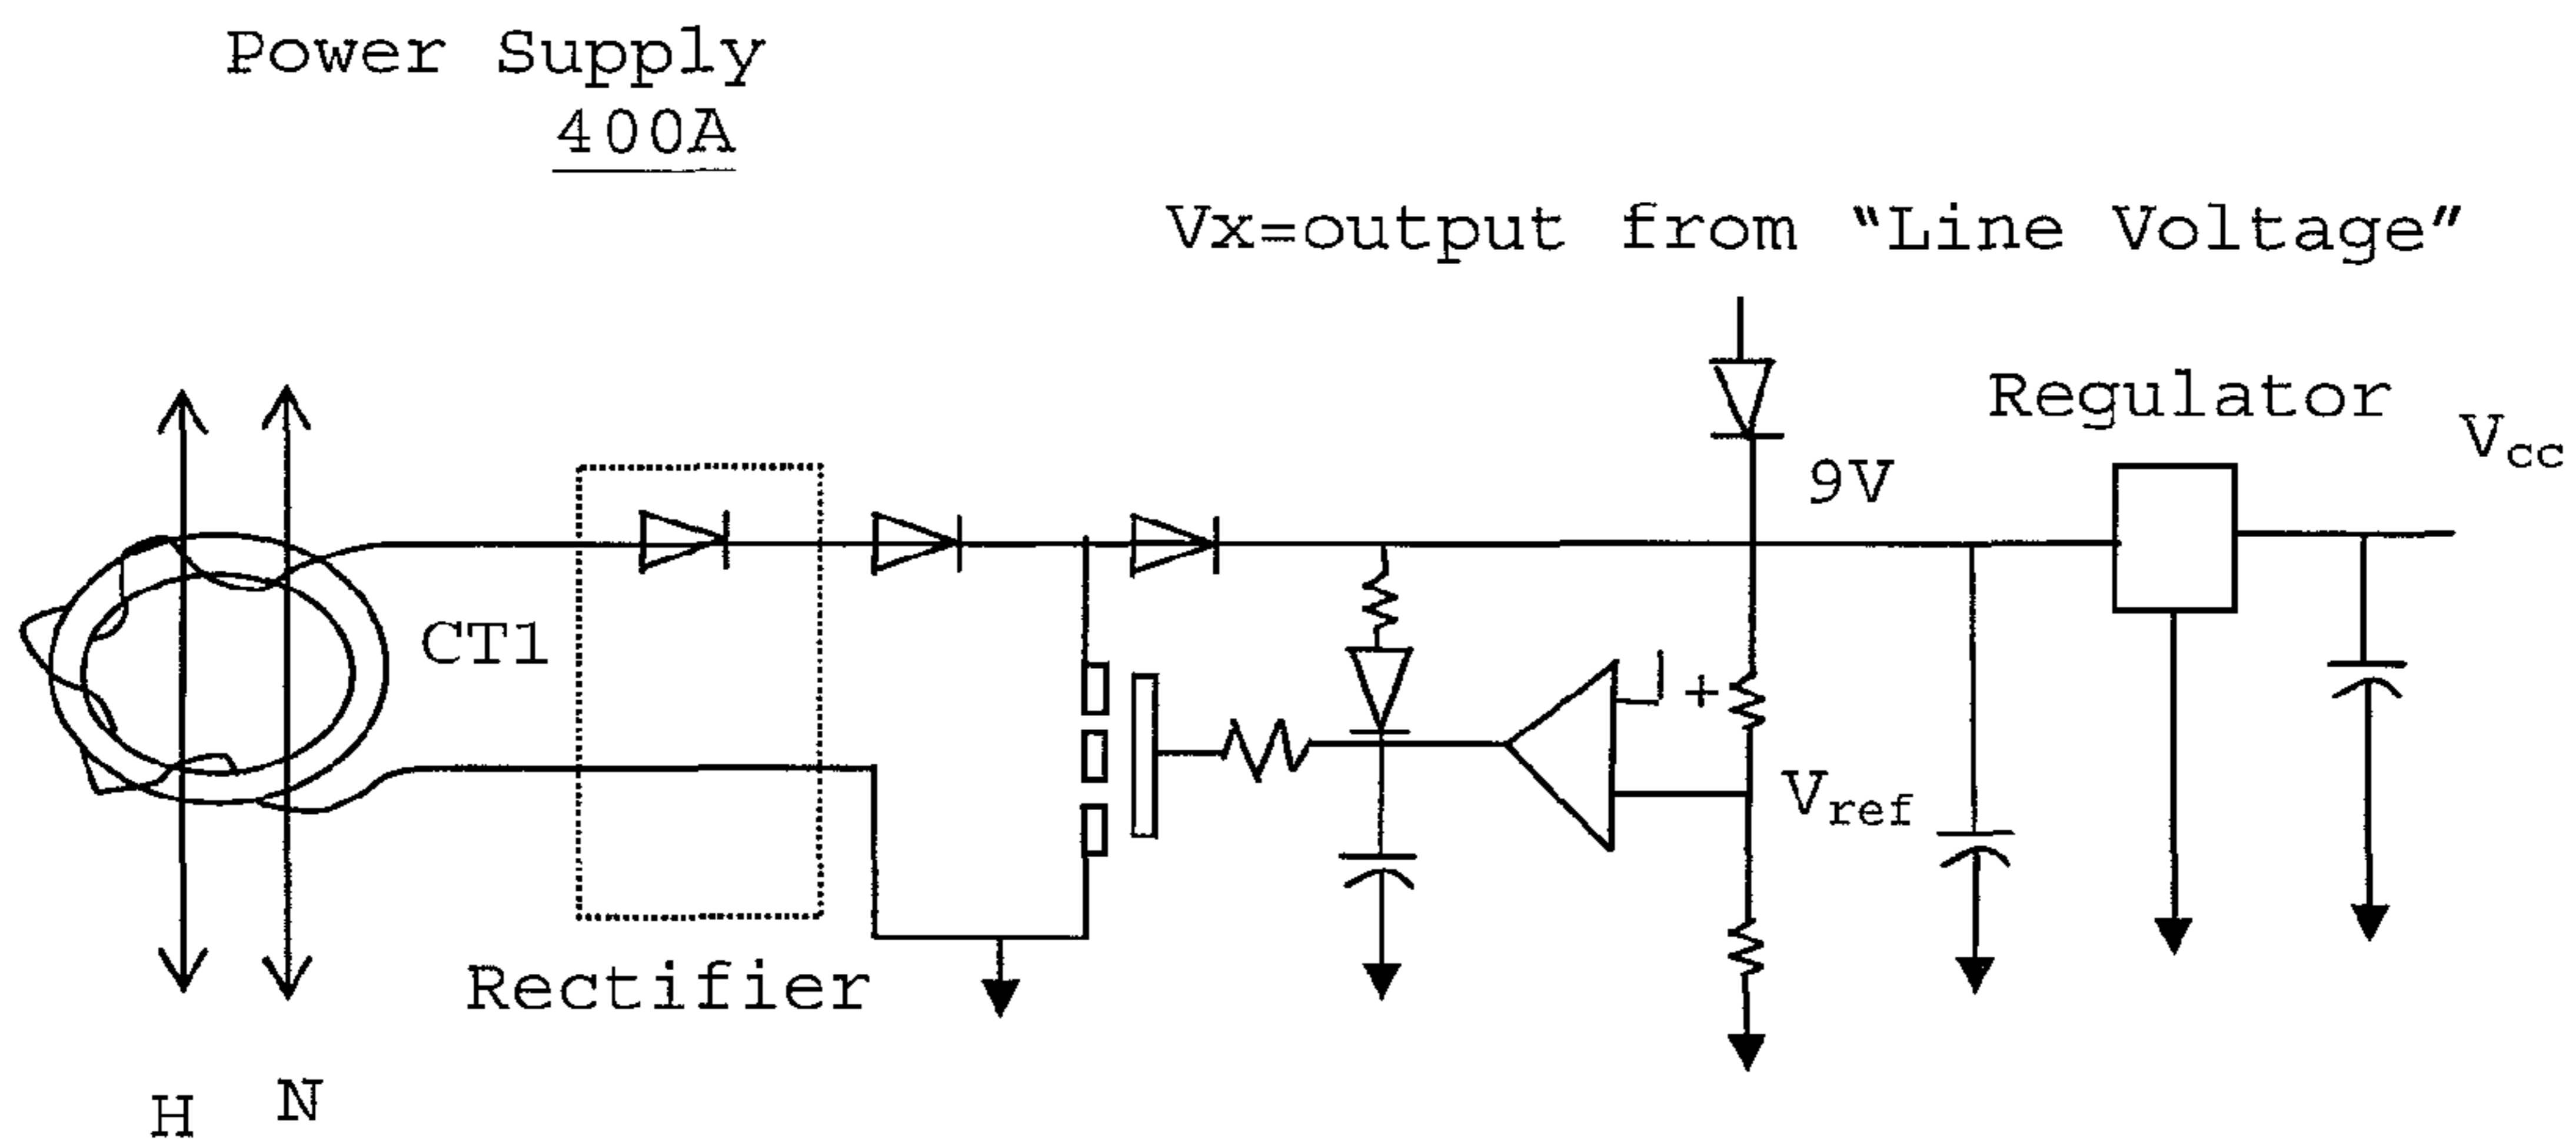 Power Supply
400A
Vx=output from “Line Voltage”
Regulator
Vcc
9V
CT1
+
Vref
Rectifier
H
N